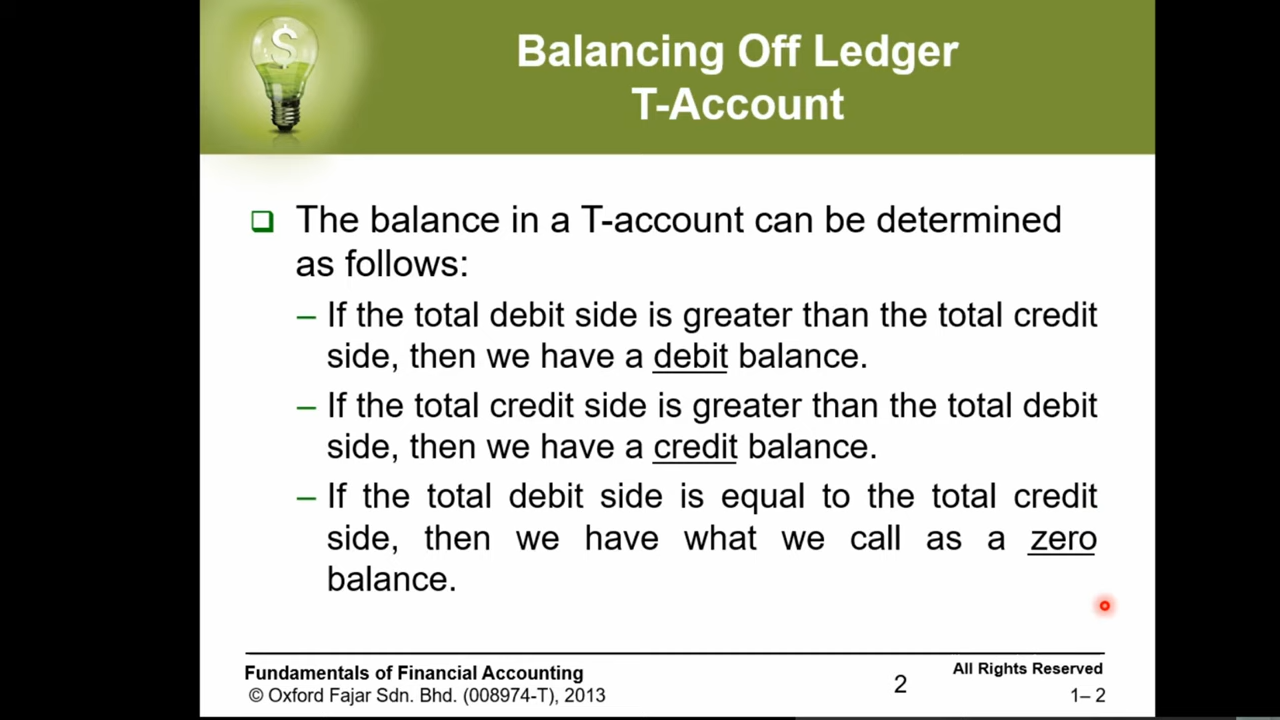 $
Balancing Off Ledger
T-Account
❑ The balance in a T-account can be determined
as follows:
– If the total debit side is greater than the total credit
side, then we have a debit balance.
– If the total credit side is greater than the total debit
side, then we have a credit balance.
– If the total debit side is equal to the total credit
side, then we have what we call as a zero
balance.
Fundamentals of Financial Accounting
© Oxford Fajar Sdn. Bhd. (008974-T), 2013
2
All Rights Reserved
1– 2